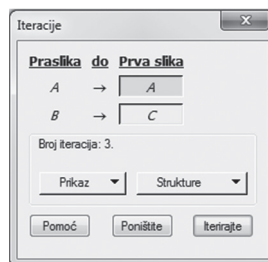 Iteracije
x
Praslika do Prva slika
A → A
B → C
Broj iteracija: 3.
Prikaz Strukture
Pomoć Poništite Iterirajte